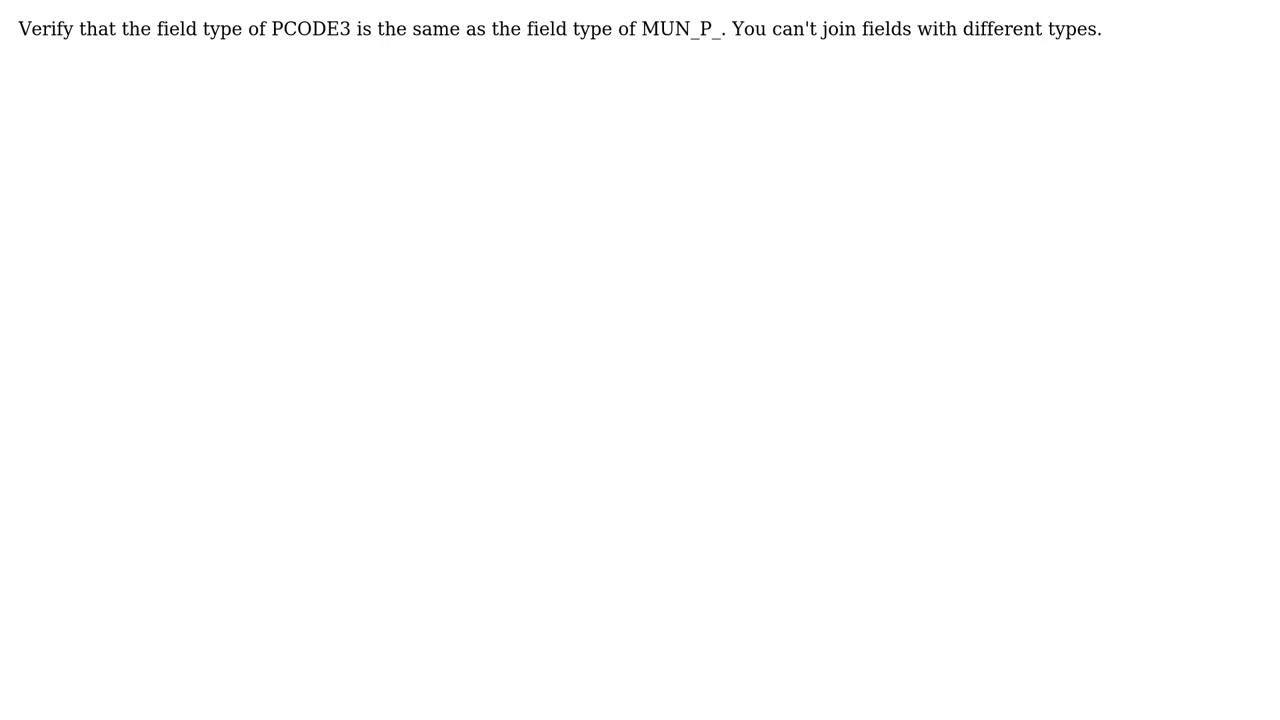 Verify that the field type of PCODE3 is the same as the field type of MUN_P_. You can't join fields with different types.